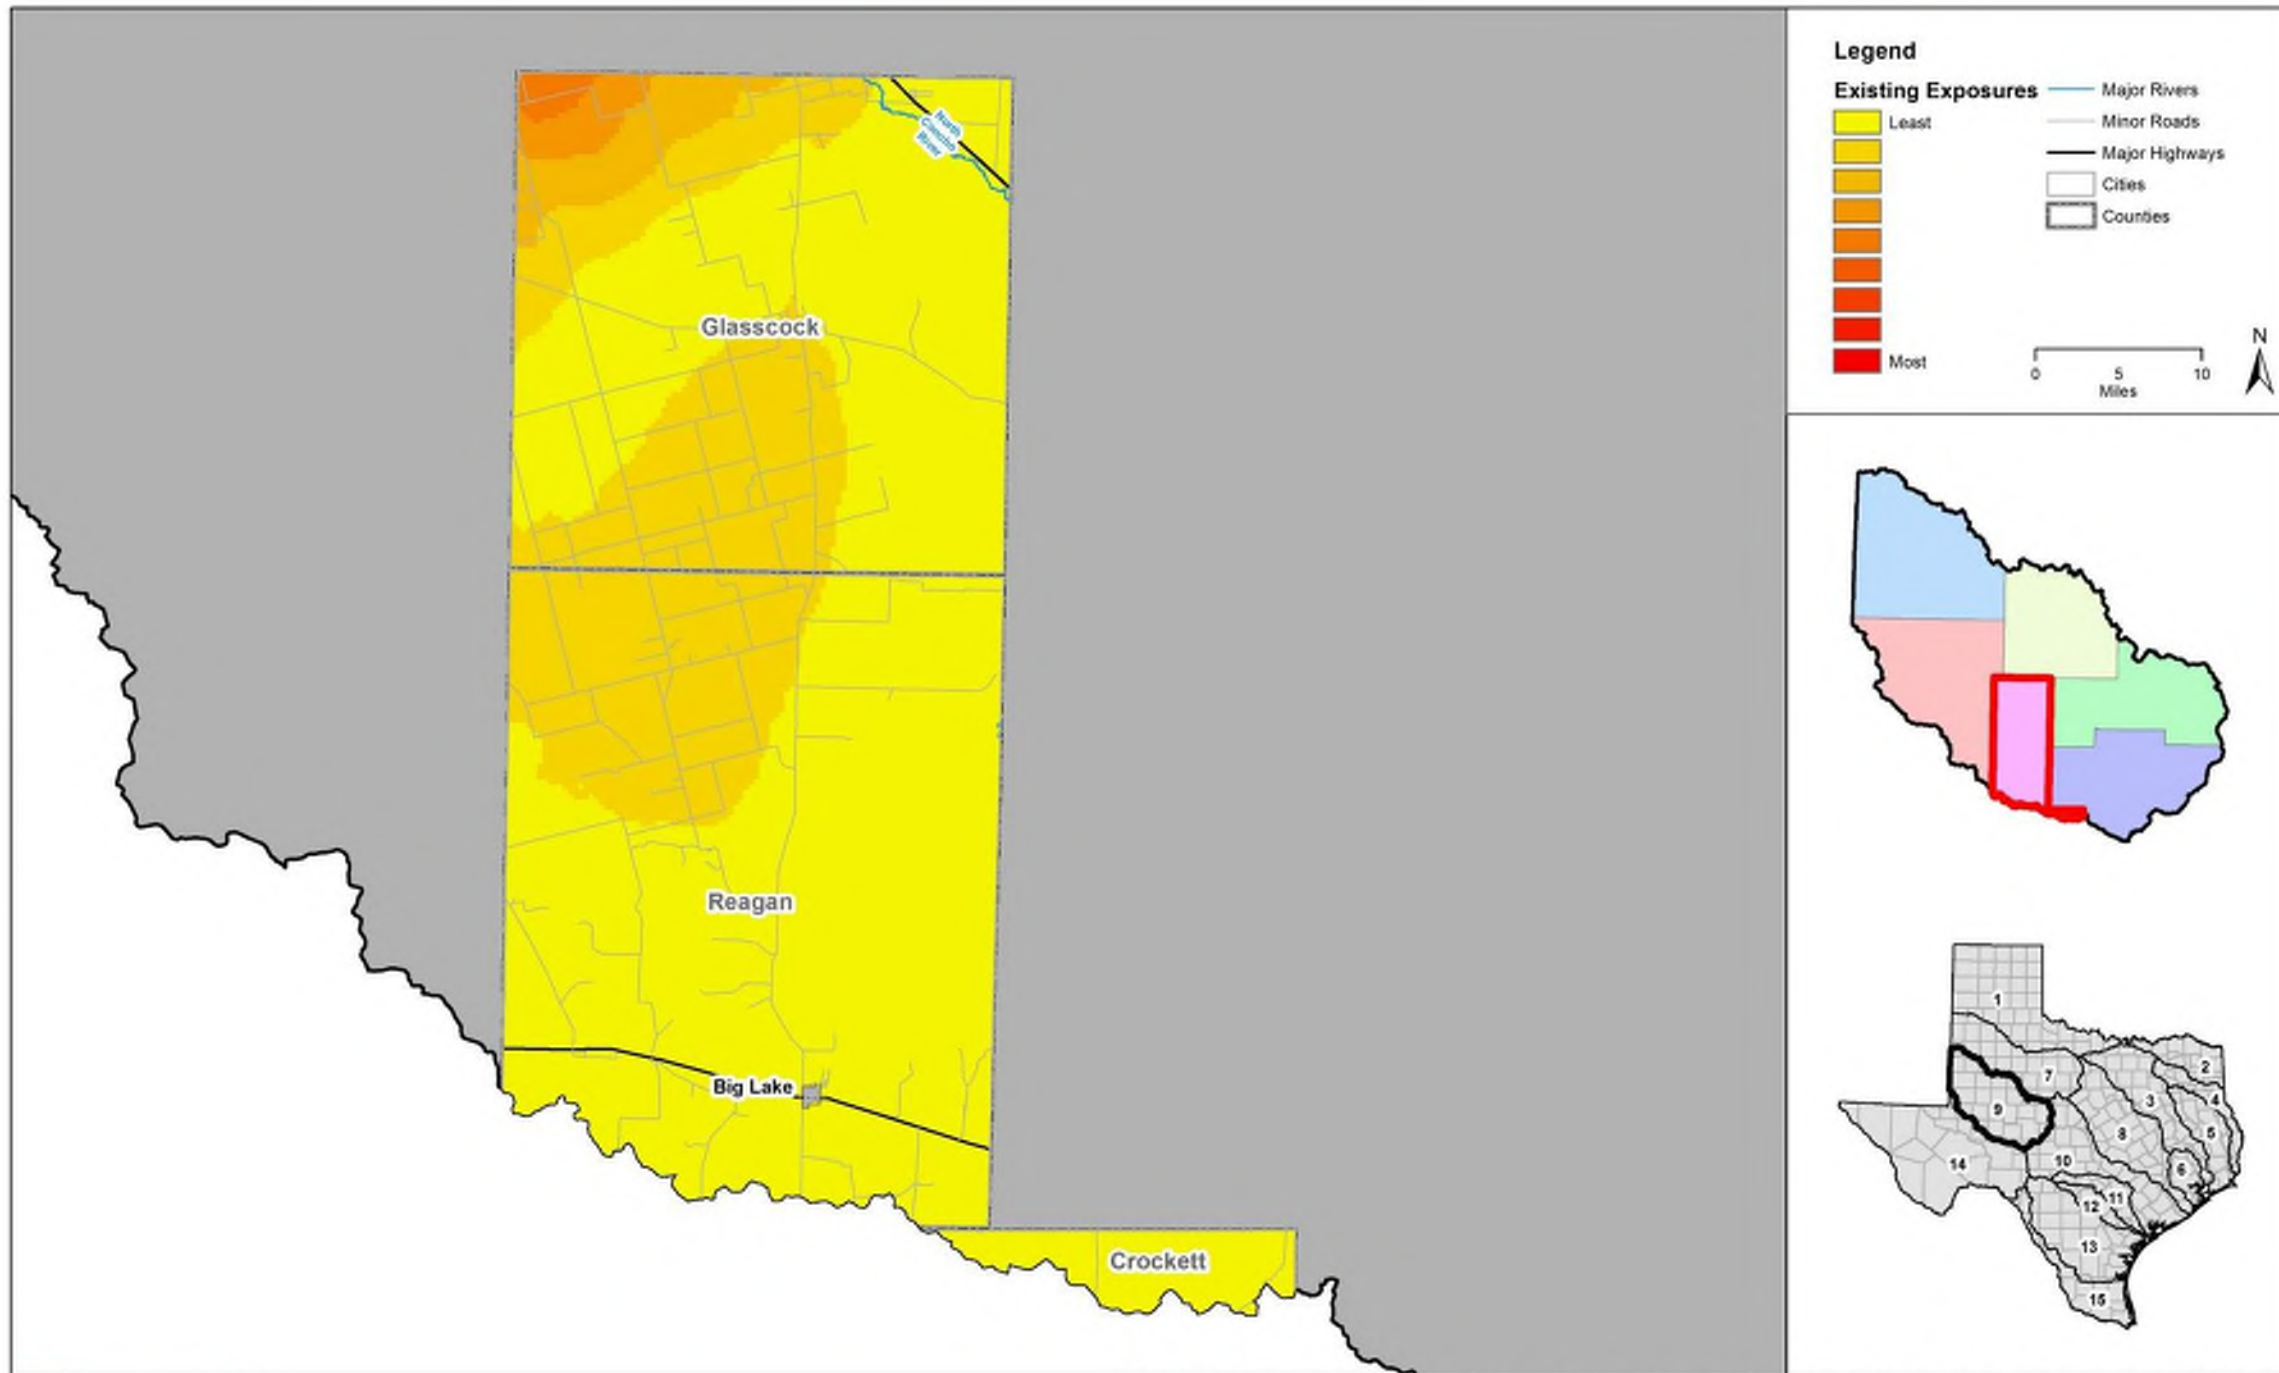 Legend
Existing Exposures
Least
Most
Major Rivers
Minor Roads
Major Highways
Cities
Counties
N
0 5 10
Miles
North
Concho
River
Glasscock
Reagan
Big Lake
Crockett
1
2
7
3
4
9
8
5
14
10
6
11
12
13
15